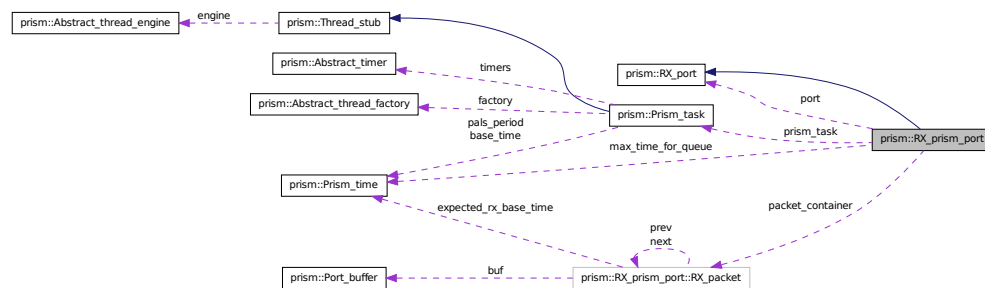 prism::Abstract_thread_engine
engine
prism::Thread_stub
prism::Abstract_timer
timers
prism::RX_port
prism::Abstract_thread_factory
factory
port
prism::Prism_task
pals_period
base_time
prism_task
prism::RX_prism_port
max_time_for_queue
prism::Prism_time
expected_rx_base_time
packet_container
prev
next
prism::Port_buffer
buf
prism::RX_prism_port::RX_packet